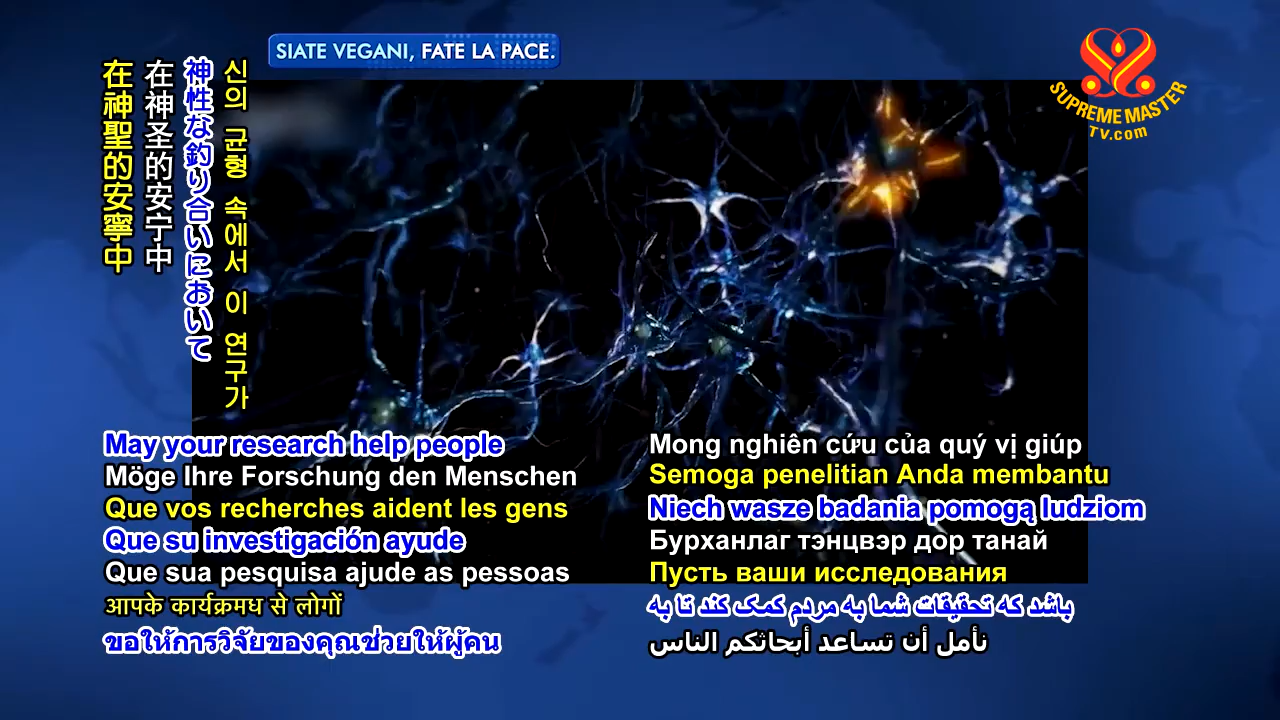 SIATE VEGANI, FATE LA PACE.
SUPREME MASTER
TV.com
신의 균형 속에서 이 연구가
神性な釣り合いにおいて
在神圣的安宁中
在神聖的安寧中
May your research help people
Möge Ihre Forschung den Menschen
Que vos recherches aident les gens
Que su investigación ayude
Que sua pesquisa ajude as pessoas
आपके कार्यक्रमध से लोगों
ขอให้การวิจัยของคุณช่วยให้ผู้คน
Mong nghiên cứu của quý vị giúp
Semoga penelitian Anda membantu
Niech wasze badania pomogą ludziom
Бурханлаг тэнцвэр дор танай
Пусть ваши исследования
باشد که تحقیقات شما به مردم کمک کند تا به
نأمل أن تساعد أبحاثكم الناس